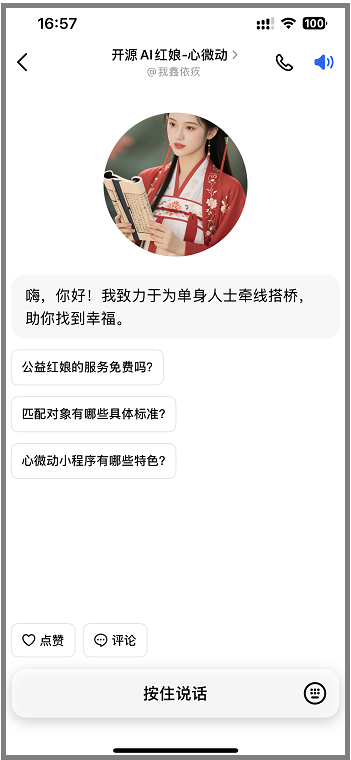 16:57
100
开源AI红娘-心微动
@我鑫依旼
嗨，你好！我致力于为单身人士牵线搭桥，
助你找到幸福。
公益红娘的服务免费吗?
匹配对象有哪些具体标准?
心微动小程序有哪些特色?
点赞
评论
按住说话